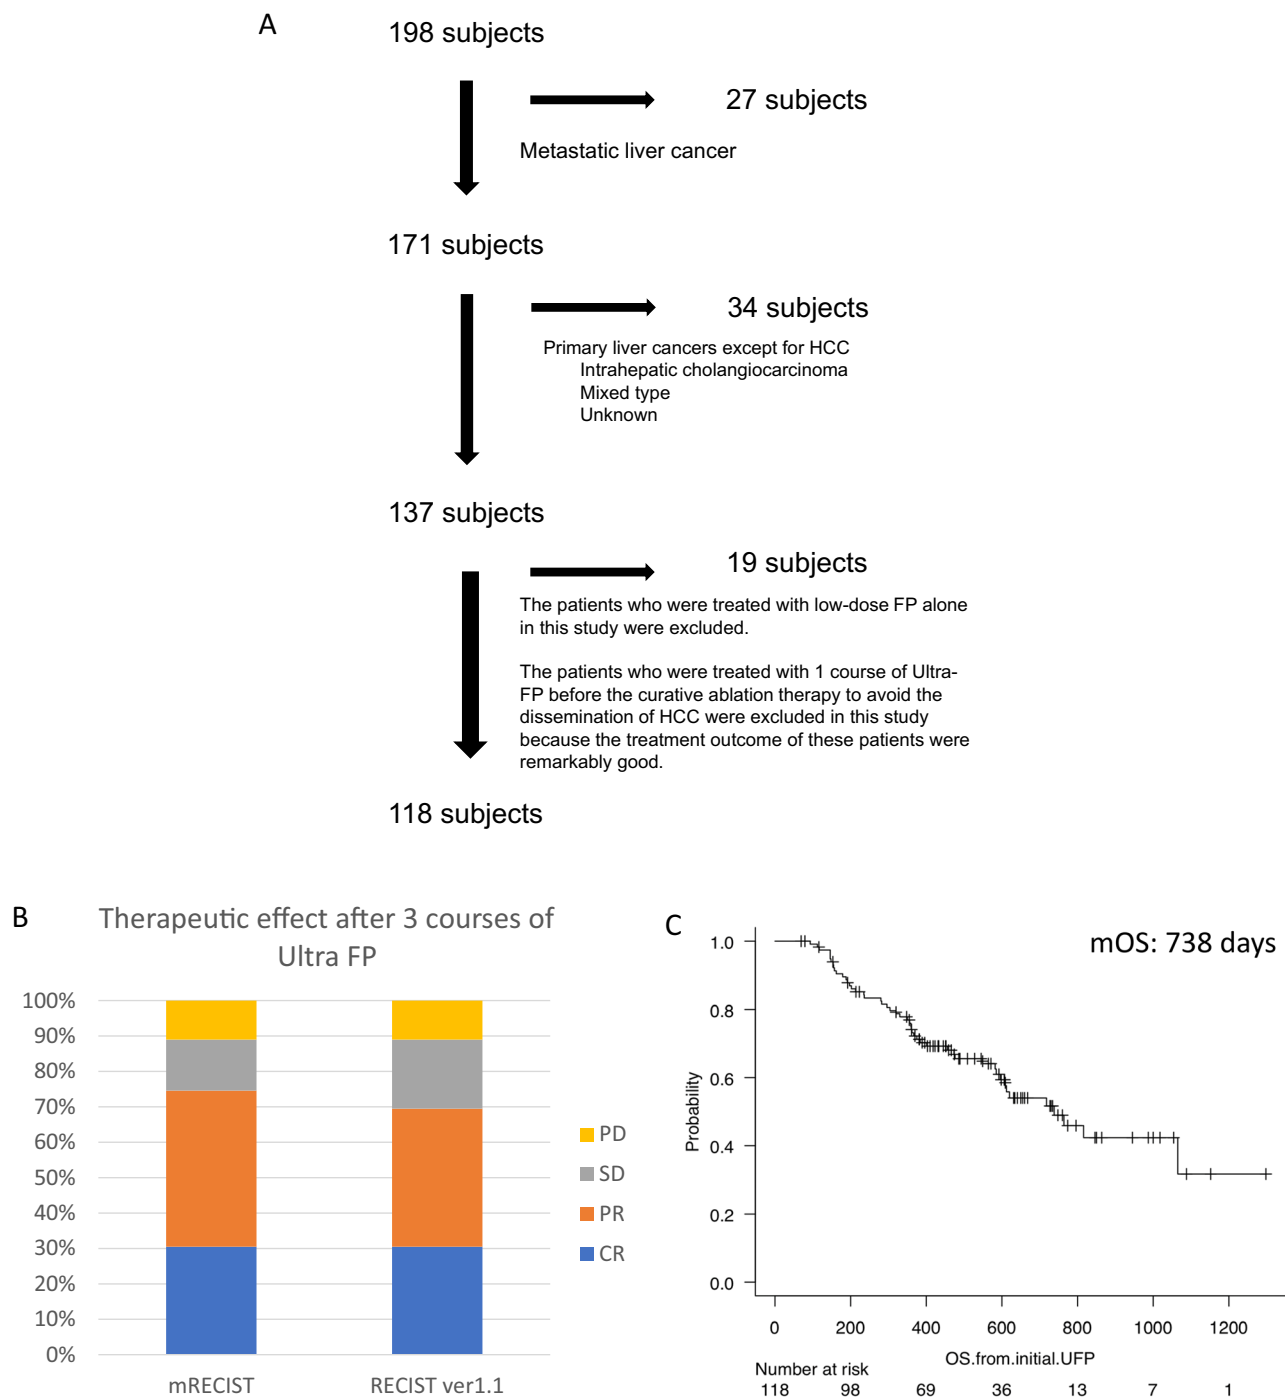 A
198 subjects
27 subjects
Metastatic liver cancer
171 subjects
34 subjects
Primary liver cancers except for HCC
Intrahepatic cholangiocarcinoma
Mixed type
Unknown
137 subjects
19 subjects
The patients who were treated with low-dose FP alone
in this study were excluded.
The patients who were treated with 1 course of Ultra-
FP before the curative ablation therapy to avoid the
dissemination of HCC were excluded in this study
because the treatment outcome of these patients were
remarkably good.
118 subjects
B
Therapeutic effect after 3 courses of
Ultra FP
100%
90%
80%
70%
60%
50%
40%
30%
20%
10%
0%
mRECIST
RECIST ver1.1
PD
SD
PR
CR
C
mOS: 738 days
Probability
1.0
0.8
0.6
0.4
0.2
0.0
0 200 400 600 800 1000 1200
OS.from.initial.UFP
Number at risk
118 98 69 36 13 7 1